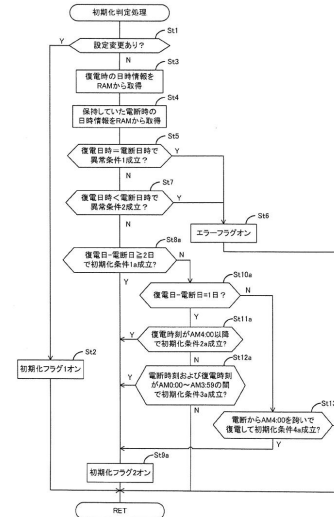 初期化判定処理
St1
設定変更あり?
Y
N
St3
復電時の日時情報を
RAMから取得
St4
保持していた電断時の
日時情報をRAMから取得
St5
復電日時=電断日時で
異常条件1成立?
Y
N
St7
復電日時<電断日時で
異常条件2成立?
Y
N
St6
エラーフラグオン
St8a
復電日-電断日≧2日
で初期化条件1a成立?
N
Y
St10a
復電日-電断日=1日?
N
Y
St11a
復電時刻がAM4:00以降
で初期化条件2a成立?
Y
N
St12a
電断時刻および復電時刻
がAM0:00~AM3:59の間
で初期化条件3a成立?
Y
N
St2
初期化フラグ1オン
St1
電断からAM4:00を跨いで
復電して初期化条件4a成立?
Y
St9a
初期化フラグ2オン
RET